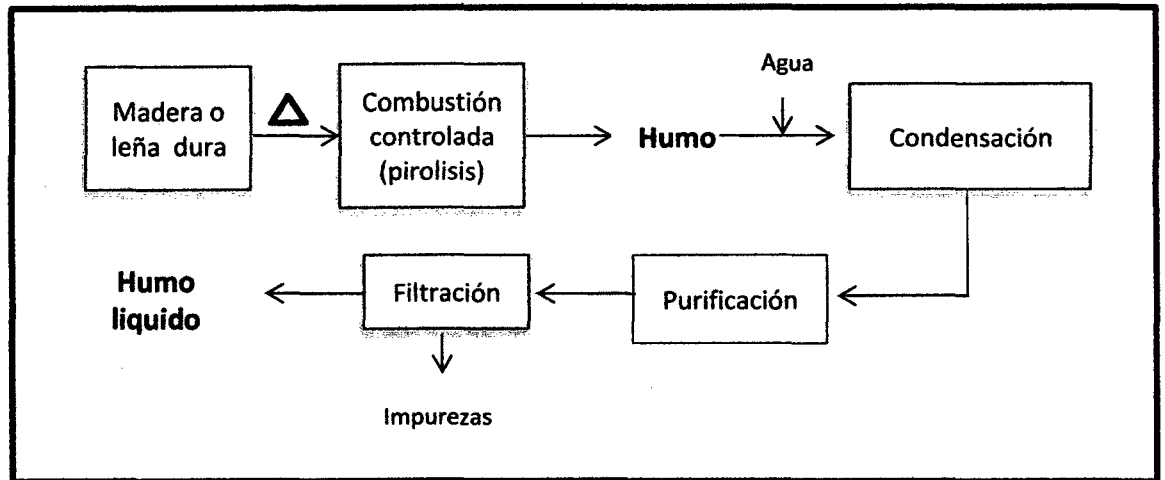 Madera o
leña dura
Combustión
controlada
(pirolisis)
Humo
Agua
Condensación
Purificación
Filtración
Impurezas
Humo
liquido